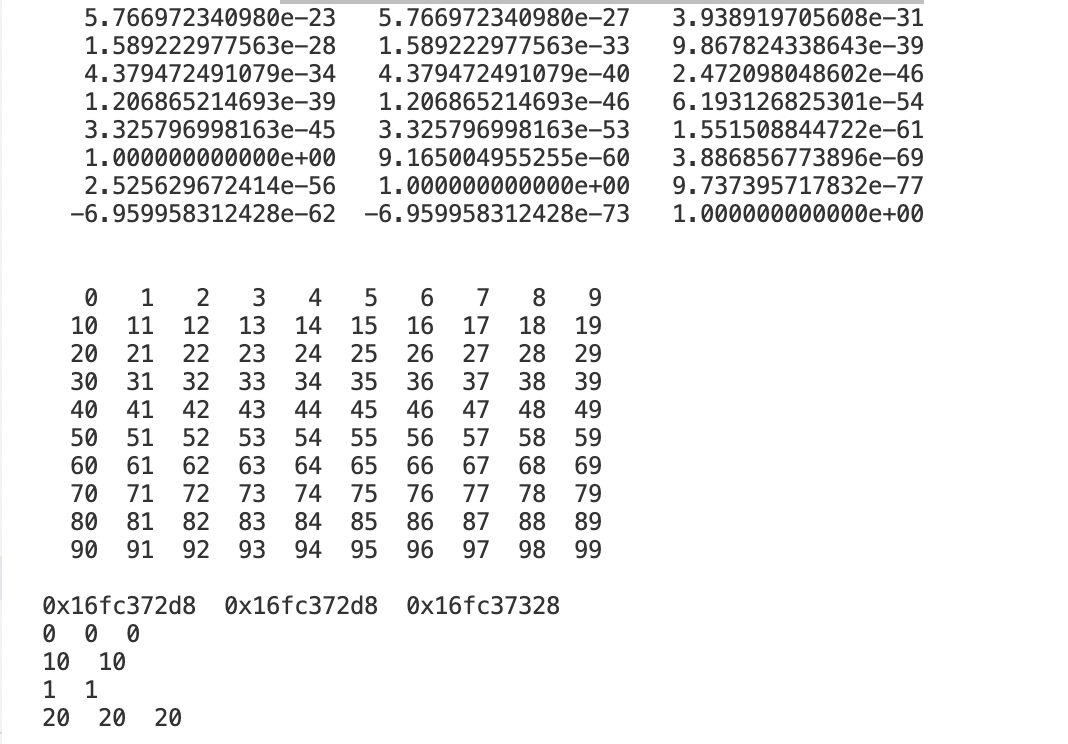 5.766972340980e-23 5.766972340980e-27 3.938919705608e-31
1.589222977563e-28 1.589222977563e-33 9.867824338643e-39
4.379472491079e-34 4.379472491079e-40 2.472098048602e-46
1.206865214693e-39 1.206865214693e-46 6.193126825301e-54
3.325796998163e-45 3.325796998163e-53 1.551508844722e-61
1.000000000000e+00 9.165004955255e-60 3.886856773896e-69
2.525629672414e-56 1.000000000000e+00 9.737395717832e-77
-6.959958312428e-62 -6.959958312428e-73 1.000000000000e+00
0 1 2 3 4 5 6 7 8 9
10 11 12 13 14 15 16 17 18 19
20 21 22 23 24 25 26 27 28 29
30 31 32 33 34 35 36 37 38 39
40 41 42 43 44 45 46 47 48 49
50 51 52 53 54 55 56 57 58 59
60 61 62 63 64 65 66 67 68 69
70 71 72 73 74 75 76 77 78 79
80 81 82 83 84 85 86 87 88 89
90 91 92 93 94 95 96 97 98 99
0x16fc372d8 0x16fc372d8 0x16fc37328
0 0 0
10 10
1 1
20 20 20